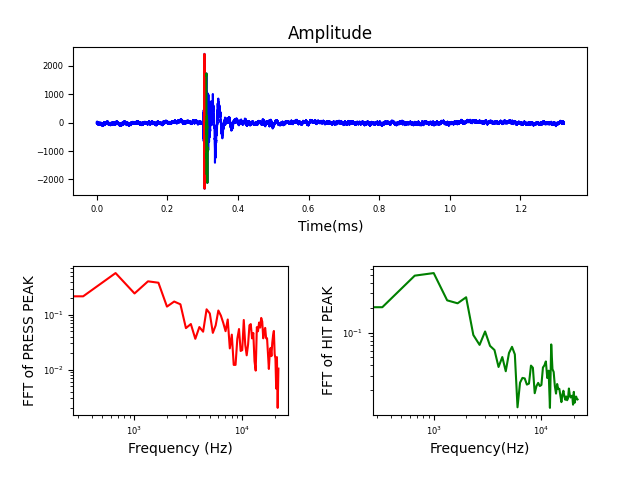 Amplitude
2000
1000
0
−1000
−2000
0.0 0.2 0.4 0.6 0.8 1.0 1.2
Time(ms)
FFT of PRESS PEAK
10⁻¹
10⁻²
10³ 10⁴
Frequency (Hz)
FFT of HIT PEAK
10⁻¹
10³ 10⁴
Frequency(Hz)